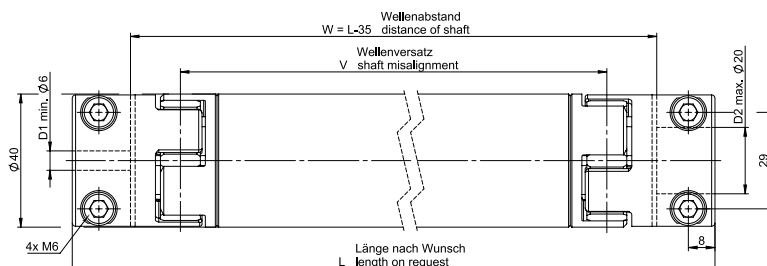 Wellenabstand
W = L-35 distance of shaft
Wellenversatz
V shaft misalignment
D1 min. Ø6
Ø40
D2 max. Ø20
29
8
4x M6
Länge nach Wunsch
L length on request